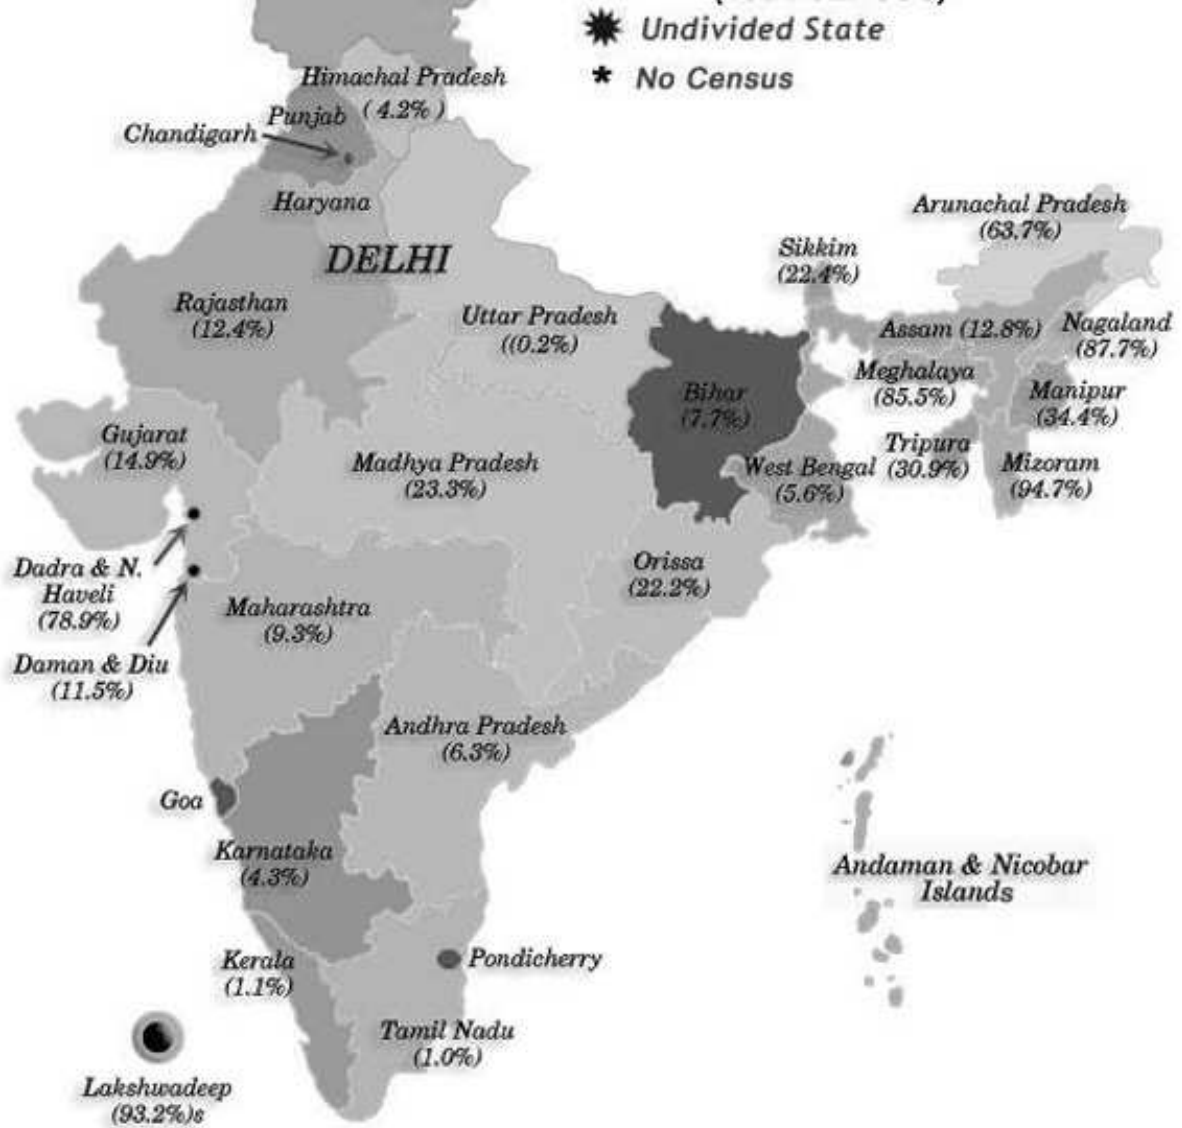 Undivided State
* No Census
Himachal Pradesh
( 4.2% )
Punjab
Chandigarh
Haryana
DELHI
Arunachal Pradesh
(63.7%)
Sikkim
(22.4%)
Rajasthan
(12.4%)
Uttar Pradesh
((0.2%)
Assam (12.8%)
Nagaland
(87.7%)
Meghalaya
(85.5%)
Bihar
(7.7%)
Manipur
(34.4%)
Gujarat
(14.9%)
Madhya Pradesh
(23.3%)
West Bengal
(5.6%)
Tripura
(30.9%)
Mizoram
(94.7%)
Dadra & N.
Haveli
(78.9%)
Orissa
(22.2%)
Maharashtra
(9.3%)
Daman & Diu
(11.5%)
Andhra Pradesh
(6.3%)
Goa
Karnataka
(4.3%)
Andaman & Nicobar
Islands
Kerala
(1.1%)
Pondicherry
Tamil Nadu
(1.0%)
Lakshwadeep
(93.2%)s